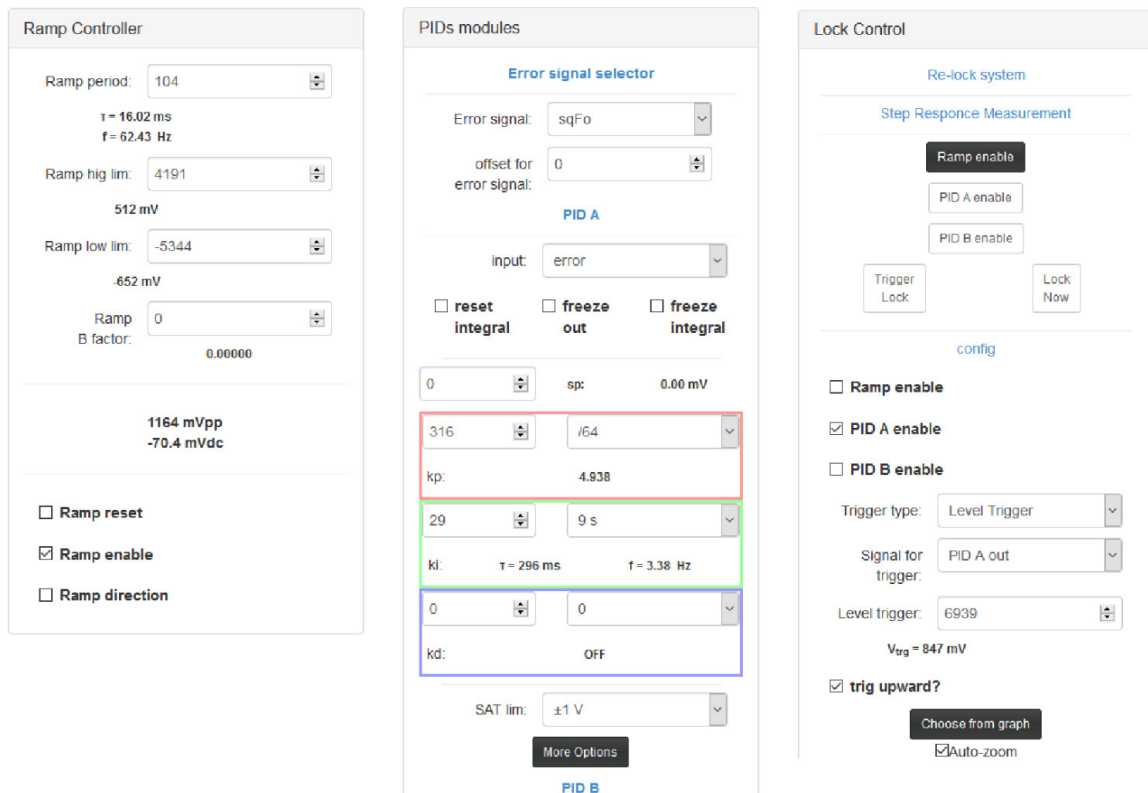 Ramp Controller
Ramp period: 104
τ = 16.02 ms
f = 62.43 Hz
Ramp hig lim: 4191
512 mV
Ramp low lim: -5344
-652 mV
Ramp
B factor: 0
0.00000
1164 mVpp
-70.4 mVdc
Ramp reset
Ramp enable
Ramp direction
PIDs modules
Error signal selector
Error signal: sqFo
offset for
error signal: 0
PID A
input: error
reset
integral
freeze
out
freeze
integral
0 sp: 0.00 mV
316 /64
kp: 4.938
29 9 s
ki: τ = 296 ms f = 3.38 Hz
0 0
kd: OFF
SAT lim: ±1 V
More Options
PID B
Lock Control
Re-lock system
Step Responce Measurement
Ramp enable
PID A enable
PID B enable
Trigger
Lock
Lock
Now
config
Ramp enable
PID A enable
PID B enable
Trigger type: Level Trigger
Signal for
trigger: PID A out
Level trigger: 6939
Vtrg = 847 mV
trig upward?
Choose from graph
Auto-zoom